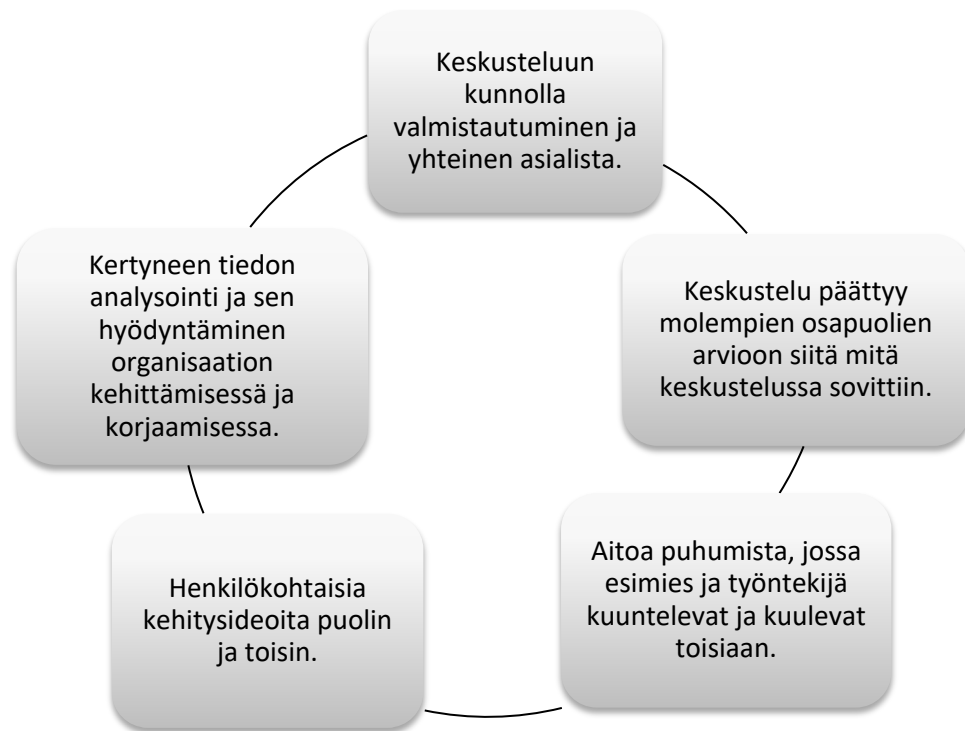 Keskusteluun
kunnolla
valmistautuminen ja
yhteinen asialista.
Keskustelu päättyy
molempien osapuolien
arvioon siitä mitä
keskustelussa sovittiin.
Aitoa puhumista, jossa
esimies ja työntekijä
kuuntelevat ja kuulevat
toisiaan.
Henkilökohtaisia
kehitysideoita puolin
ja toisin.
Kertyneen tiedon
analysointi ja sen
hyödyntäminen
organisaation
kehittämisessä ja
korjaamisessa.